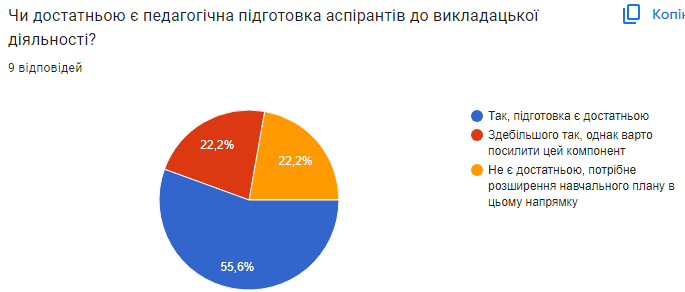 Чи достатньою є педагогічна підготовка аспірантів до викладацької
діяльності?
Копію
9 відповідей
22,2%
22,2%
55,6%
Так, підготовка є достатньою
Здебільшого так, однак варто
посилити цей компонент
Не є достатньою, потрібне
розширення навчального плану в
цьому напрямку